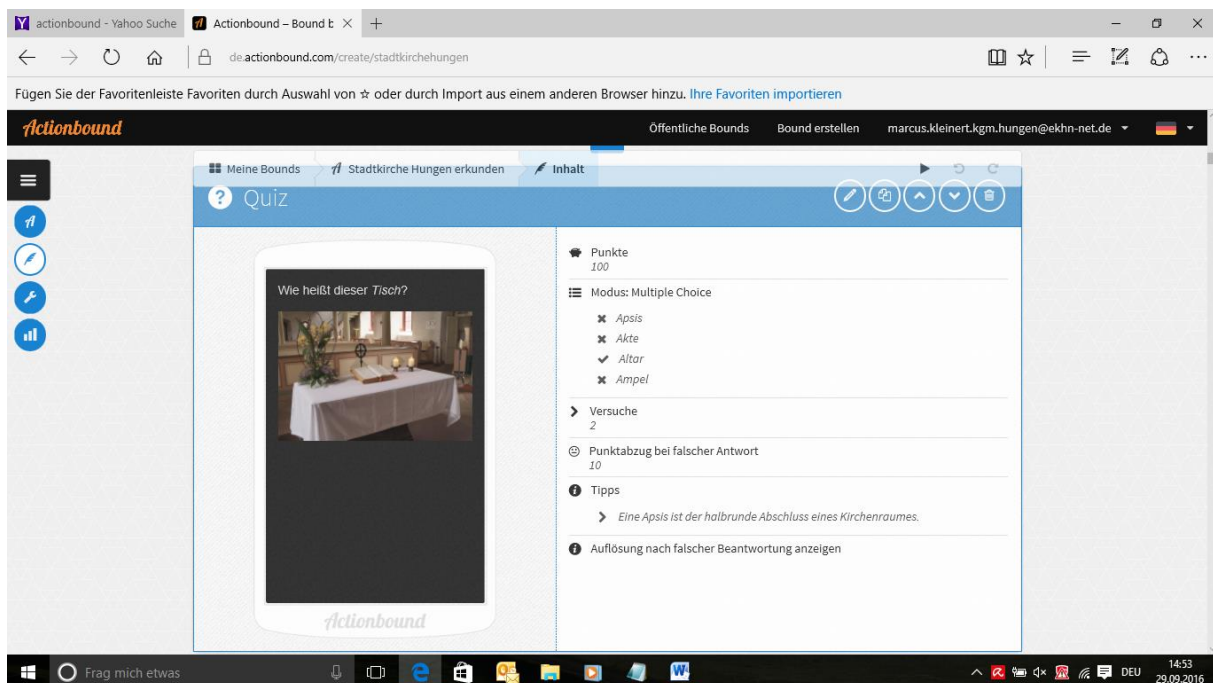 actionbound - Yahoo Suche
Actionbound – Bound b
de.actionbound.com/create/stadtkirchehungen
Fügen Sie der Favoritenleiste Favoriten durch Auswahl von ☆ oder durch Import aus einem anderen Browser hinzu. Ihre Favoriten importieren
Actionbound Öffentliche Bounds Bound erstellen marcus.kleinert.kgm.hungen@ekhn-net.de
Meine Bounds Stadtkirche Hungen erkunden Inhalt
Quiz
Wie heißt dieser Tisch?
Actionbound
Punkte
100
Modus: Multiple Choice
Apsis
Akte
Altar
Ampel
Versuche
2
Punktabzug bei falscher Antwort
10
Tipps
Eine Apsis ist der halbrunde Abschluss eines Kirchenraumes.
Auflösung nach falscher Beantwortung anzeigen
Frag mich etwas
DEU
14:53
29.09.2016